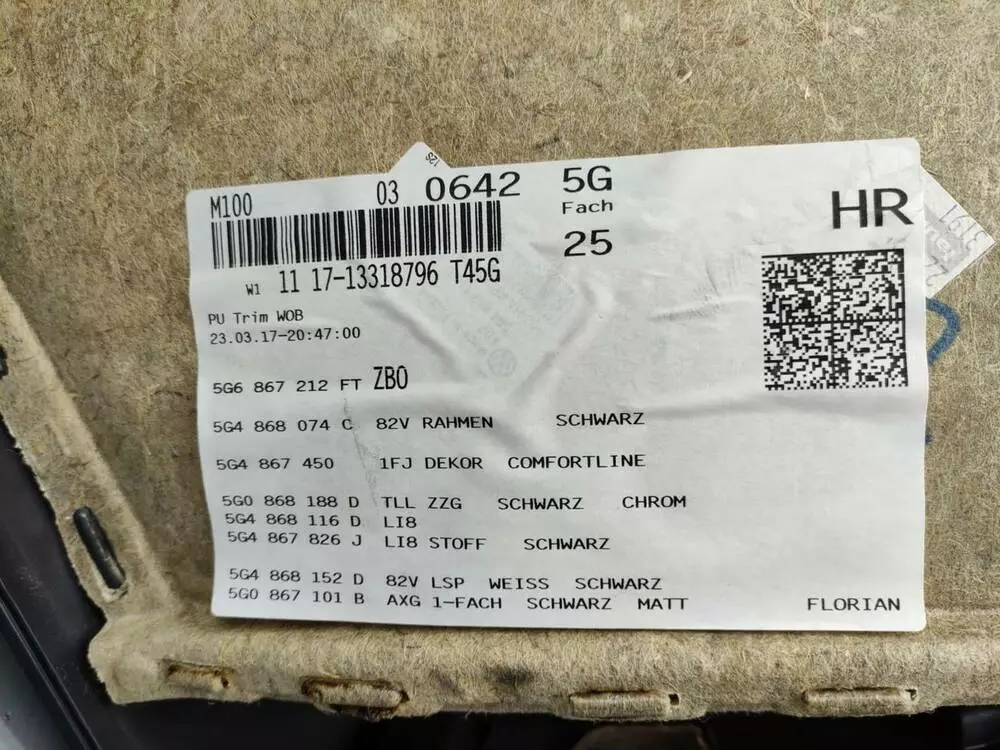 125
M100 03 0642 5G
Fach
HR
25
W1 11 17-13318796 T45G
PU Trim WOB
23.03.17-20:47:00
5G6 867 212 FT ZBO
5G4 868 074 C 82V RAHMEN SCHWARZ
5G4 867 450 1FJ DEKOR COMFORTLINE
5G0 868 188 D TLL ZZG SCHWARZ CHROM
5G4 868 116 D LI8
5G4 867 826 J LI8 STOFF SCHWARZ
5G4 868 152 D 82V LSP WEISS SCHWARZ
5G0 867 101 B AXG 1-FACH SCHWARZ MATT FLORIAN